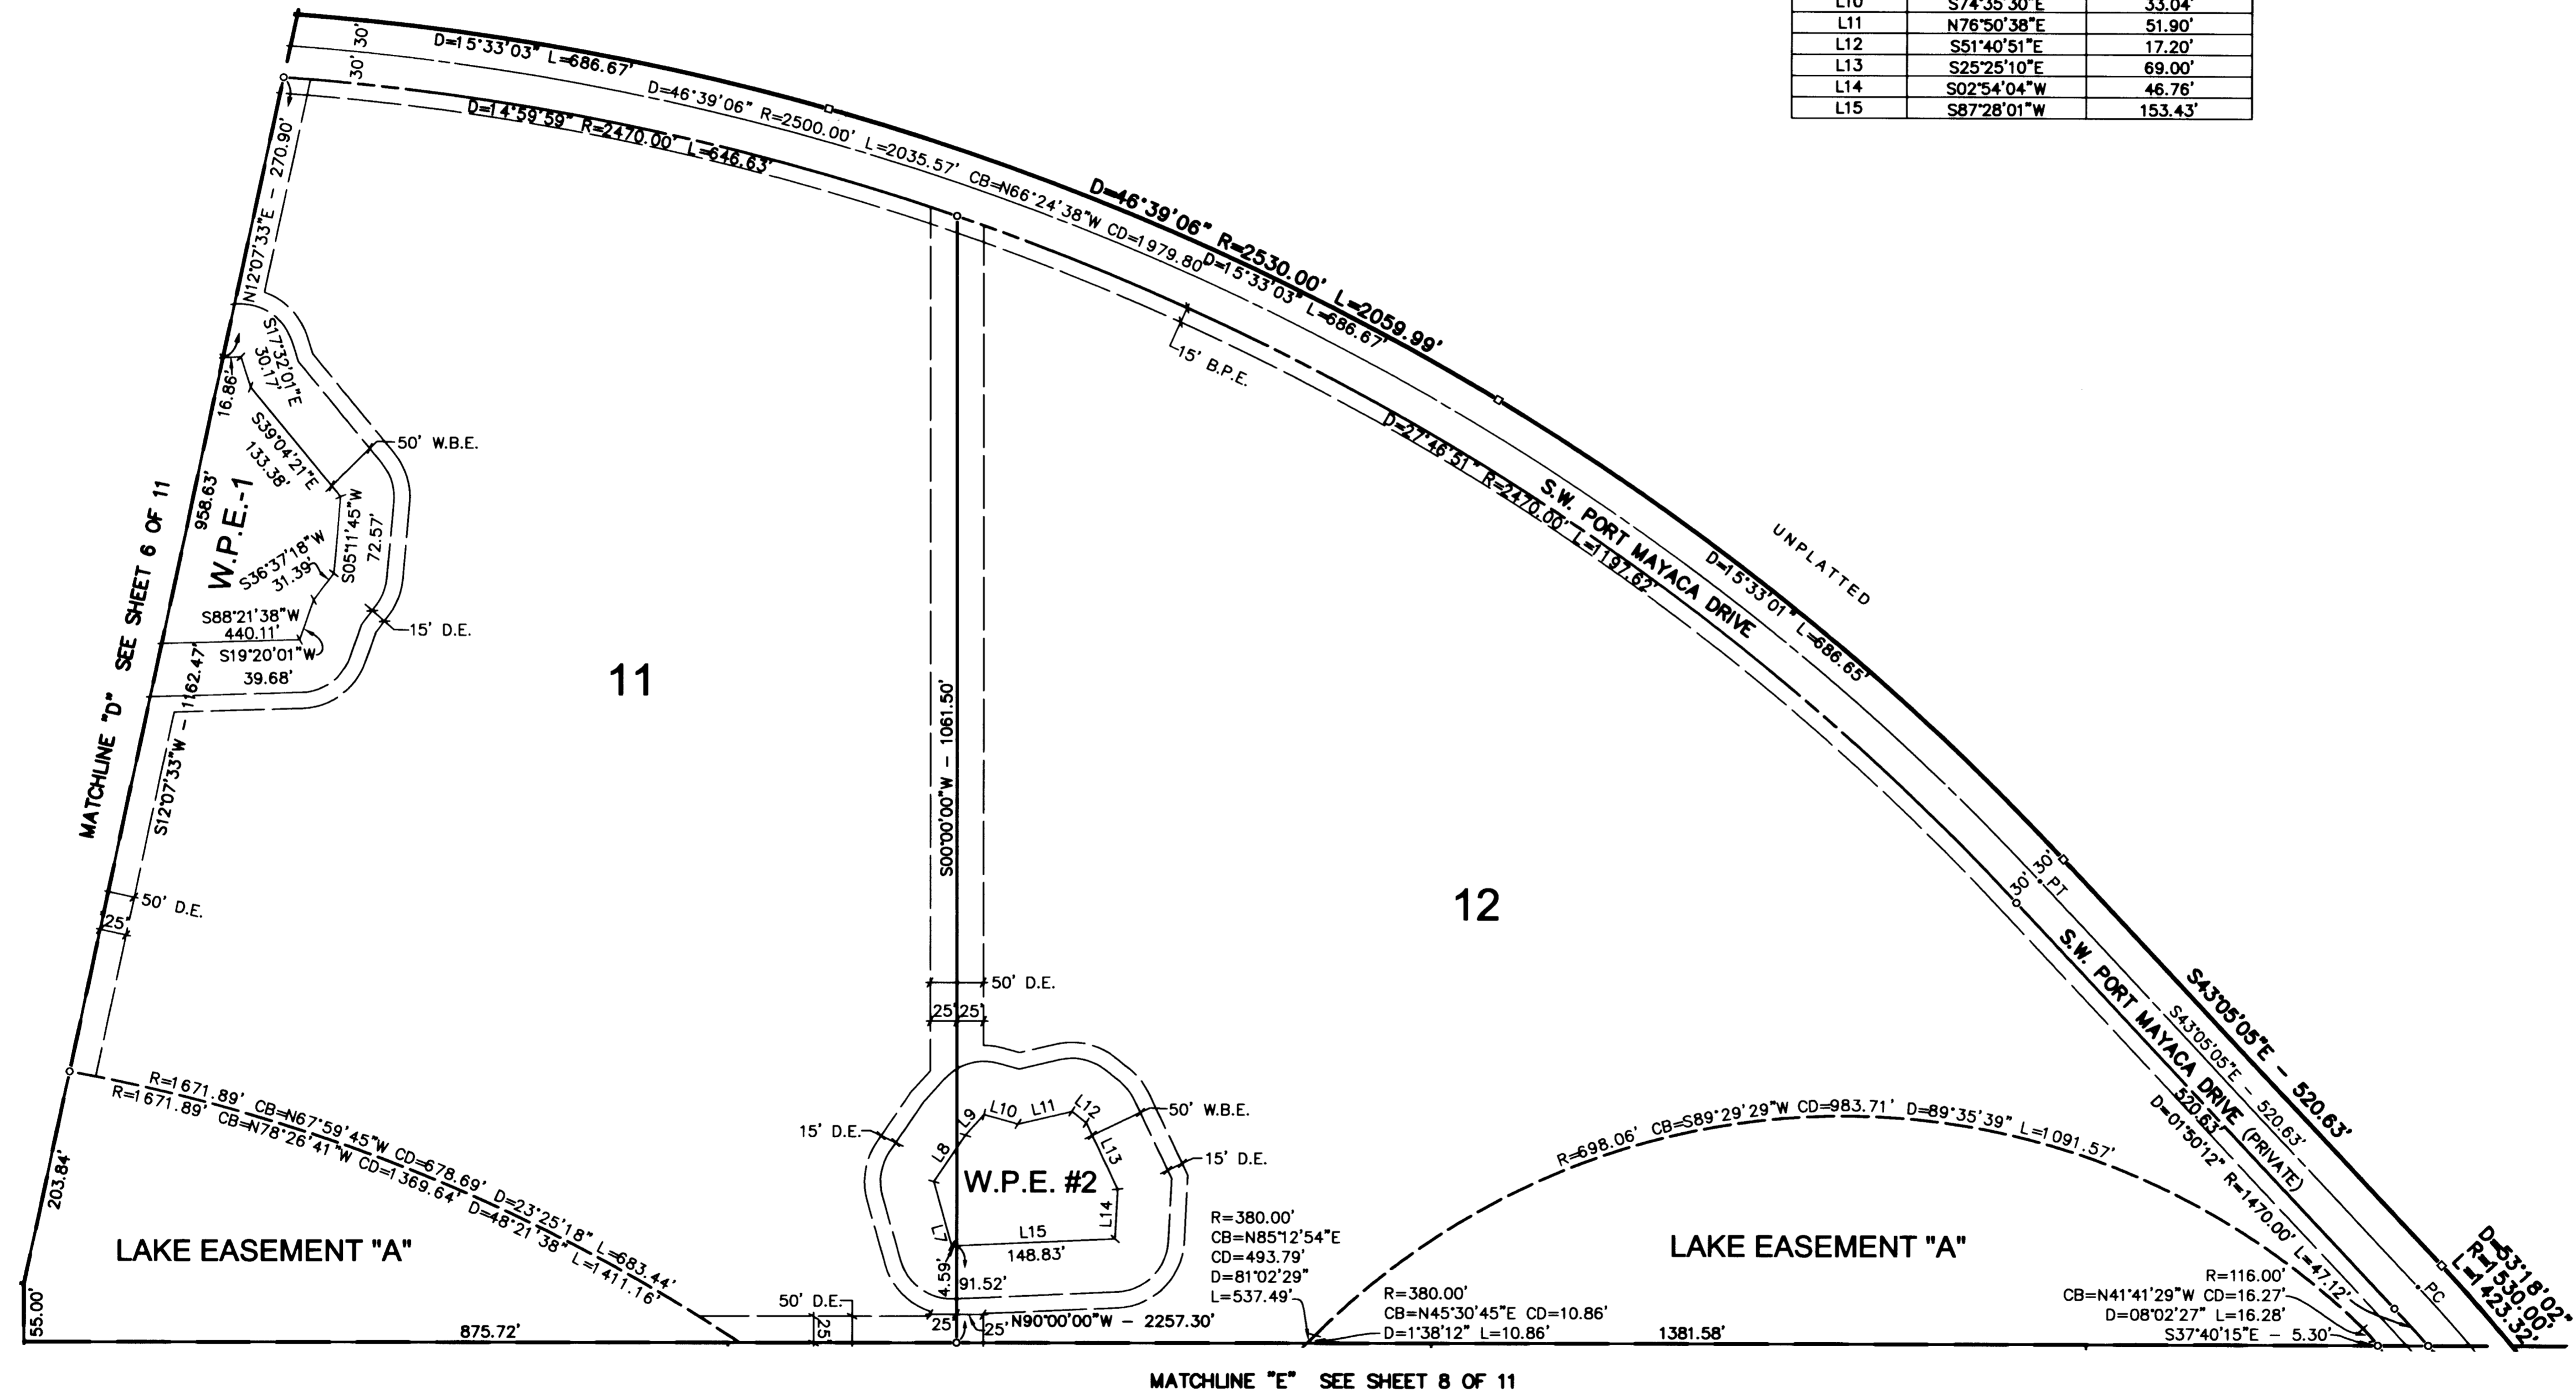 L10 S74°35'30"E 33.04'
L11 N76°50'38"E 51.90'
L12 S51°40'51"E 17.20'
L13 S25°25'10"E 69.00'
L14 S02°54'04"W 46.76'
L15 S87°28'01"W 153.43'
30'
30'
D=15°33'03" L=686.67'
D=46°39'06" R=2500.00' L=2035.57' CB=N66°24'38"W CD=1979.80'
D=14°59'59" R=2470.00' L=646.63'
D=46°39'06" R=2530.00' L=2059.99'
D=15°33'03" L=686.67'
15' B.P.E.
D=27°46'51" R=2470.00' L=1197.62'
S.W. PORT MAYACA DRIVE
UNPLATTED
D=15°33'01" L=686.65'
N12°07'33"E - 270.90'
S17°32'01"E
30.17'
16.86'
S39°04'21"E
133.38'
50' W.B.E.
958.63'
W.P.E.-1
S05°11'45"W
72.57'
S36°37'18"W
31.39'
S88°21'38"W
440.11'
S19°20'01"W
39.68'
15' D.E.
MATCHLINE "D" SEE SHEET 6 OF 11
S12°07'33"W - 1162.47'
11
S00°00'00"W - 1061.50'
12
50' D.E.
25'
50' D.E.
25'
25'
30'
30'
PT
S.W. PORT MAYACA DRIVE (PRIVATE)
S43°05'05"E - 520.63'
S43°05'05"E - 520.63'
520.63'
D=01°50'12" R=1470.00' L=47.12'
R=1671.89' CB=N67°59'45"W CD=678.69' D=23°25'18" L=683.44'
R=1671.89' CB=N78°26'41"W CD=1369.64' D=48°21'38" L=1411.16'
203.84'
55.00'
LAKE EASEMENT "A"
15' D.E.
L9
L10
L11
L12
50' W.B.E.
L8
L13
15' D.E.
W.P.E. #2
L7
L14
L15
148.83'
4.59'
91.52'
R=380.00'
CB=N85°12'54"E
CD=493.79'
D=81°02'29"
L=537.49'
R=698.06' CB=S89°29'29"W CD=983.71' D=89°35'39" L=1091.57'
LAKE EASEMENT "A"
R=380.00'
CB=N45°30'45"E CD=10.86'
D=1°38'12" L=10.86'
R=116.00'
CB=N41°41'29"W CD=16.27'
D=08°02'27" L=16.28'
S37°40'15"E - 5.30'
PC
D=53°18'02"
R=1530.00'
L=1423.32'
50' D.E.
25'
25'
25'
N90°00'00"W - 2257.30'
875.72'
1381.58'
MATCHLINE "E" SEE SHEET 8 OF 11